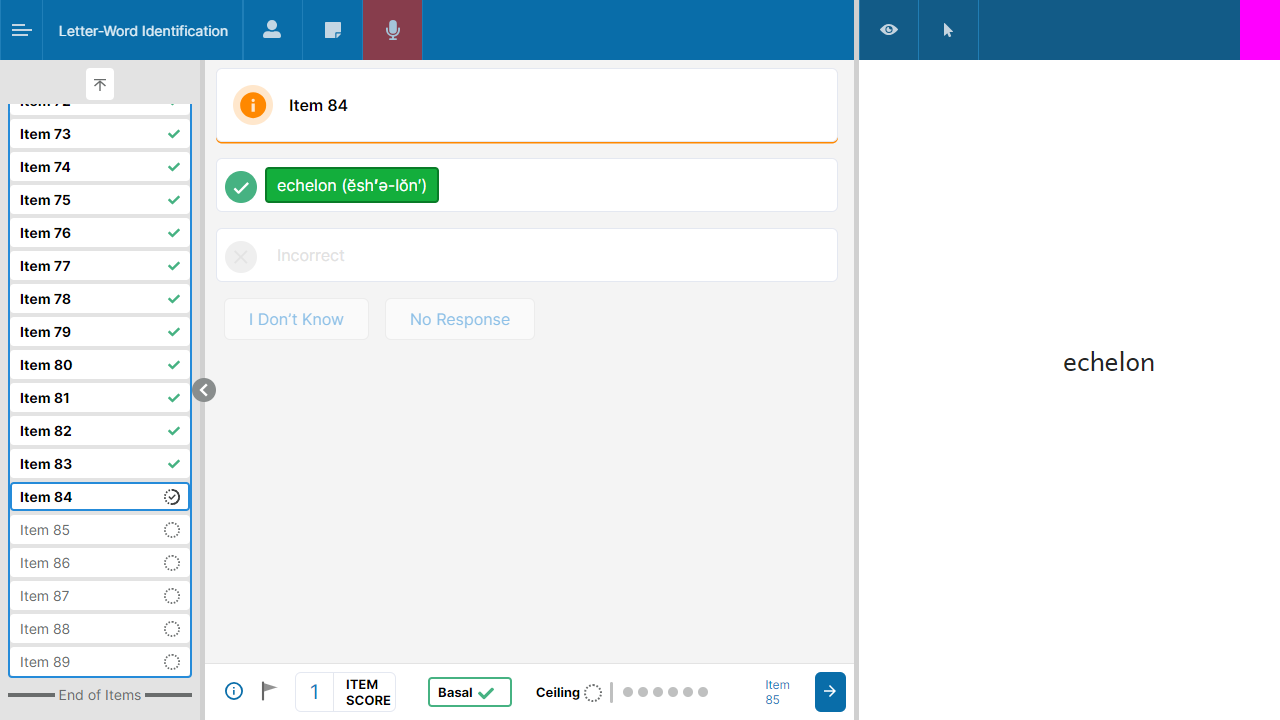 Letter-Word Identification
Item 73
Item 74
Item 75
Item 76
Item 77
Item 78
Item 79
Item 80
Item 81
Item 82
Item 83
Item 84
Item 85
Item 86
Item 87
Item 88
Item 89
End of Items
Item 84
echelon (ĕsh′ə-lŏn′)
Incorrect
I Don't Know
No Response
1
ITEM
SCORE
Basal
Ceiling
Item
85
echelon